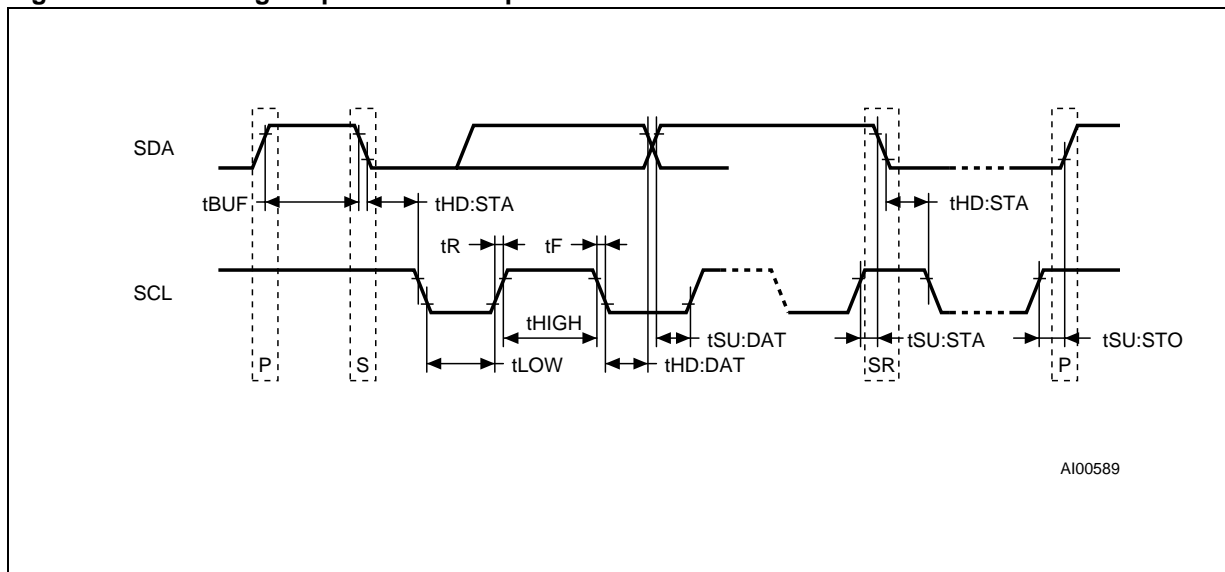 SDA
tBUF
tHD:STA
tHD:STA
tR
tF
SCL
tHIGH
tSU:DAT
tSU:STA
tSU:STO
P
S
tLOW
tHD:DAT
SR
P
AI00589